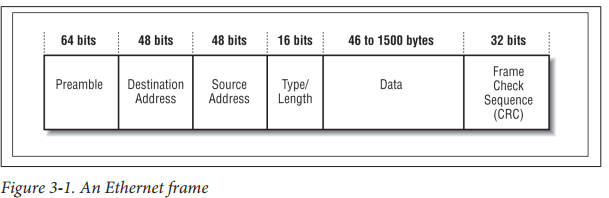 64 bits 48 bits 48 bits 16 bits 46 to 1500 bytes 32 bits
Preamble
Destination
Address
Source
Address
Type/
Length
Data
Frame
Check
Sequence
(CRC)
Figure 3-1. An Ethernet frame